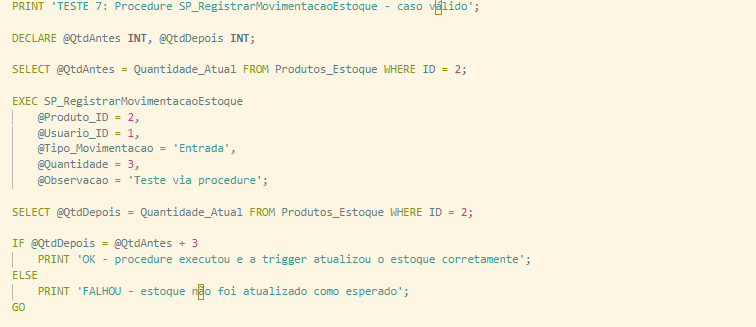 PRINT 'TESTE 7: Procedure SP_RegistrarMovimentacaoEstoque - caso válido';
DECLARE @QtdAntes INT, @QtdDepois INT;
SELECT @QtdAntes = Quantidade_Atual FROM Produtos_Estoque WHERE ID = 2;
EXEC SP_RegistrarMovimentacaoEstoque
@Produto_ID = 2,
@Usuario_ID = 1,
@Tipo_Movimentacao = 'Entrada',
@Quantidade = 3,
@Observacao = 'Teste via procedure';
SELECT @QtdDepois = Quantidade_Atual FROM Produtos_Estoque WHERE ID = 2;
IF @QtdDepois = @QtdAntes + 3
PRINT 'OK - procedure executou e a trigger atualizou o estoque corretamente';
ELSE
PRINT 'FALHOU - estoque não foi atualizado como esperado';
GO